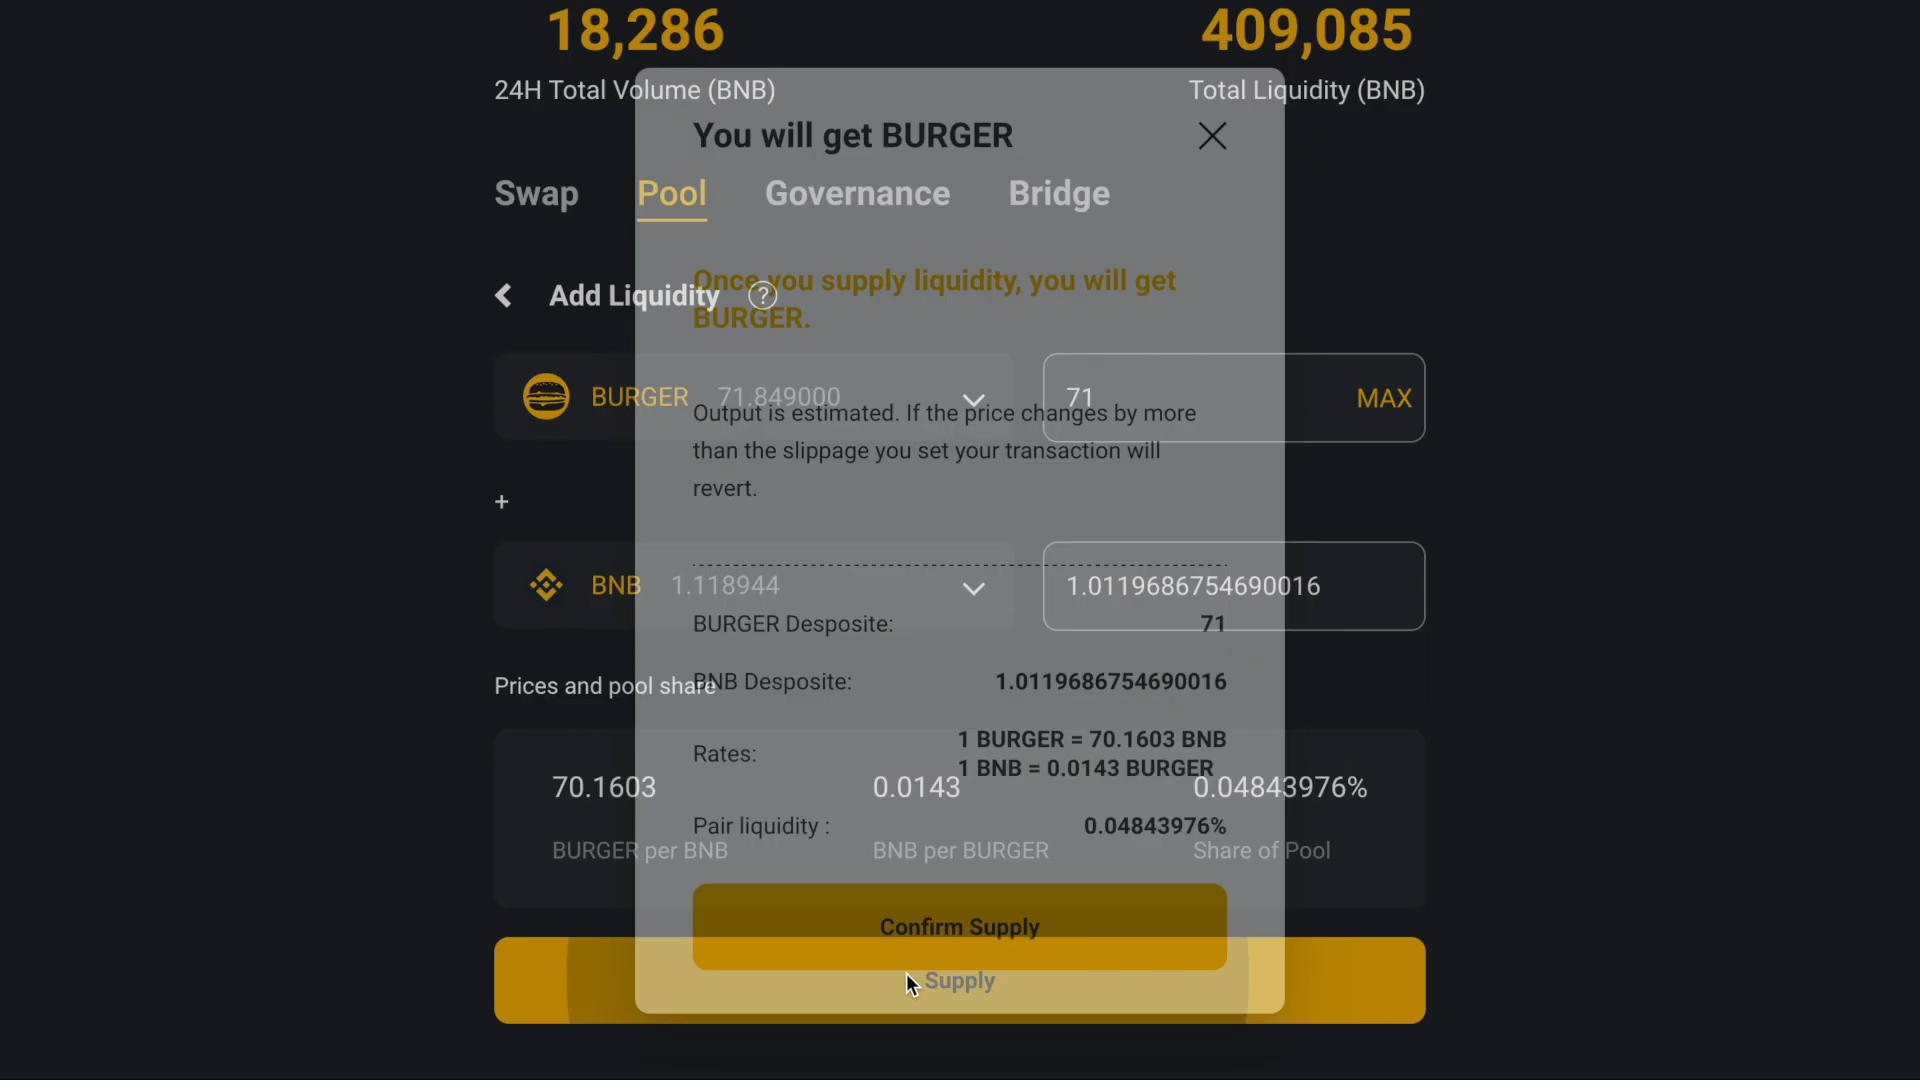 18,286
409,085
24H Total Volume (BNB)
Total Liquidity (BNB)
You will get BURGER
Swap
Pool
Governance
Bridge
Once you supply liquidity, you will get
BURGER.
Add Liquidity
?
BURGER 71.849000
71
MAX
Output is estimated. If the price changes by more
than the slippage you set your transaction will
revert.
+
BNB 1.118944
1.0119686754690016
BURGER Desposite:
71
BNB Desposite:
1.0119686754690016
Prices and pool share
Rates:
1 BURGER = 70.1603 BNB
1 BNB = 0.0143 BURGER
70.1603
0.0143
0.04843976%
Pair liquidity :
0.04843976%
BURGER per BNB
BNB per BURGER
Share of Pool
Confirm Supply
Supply